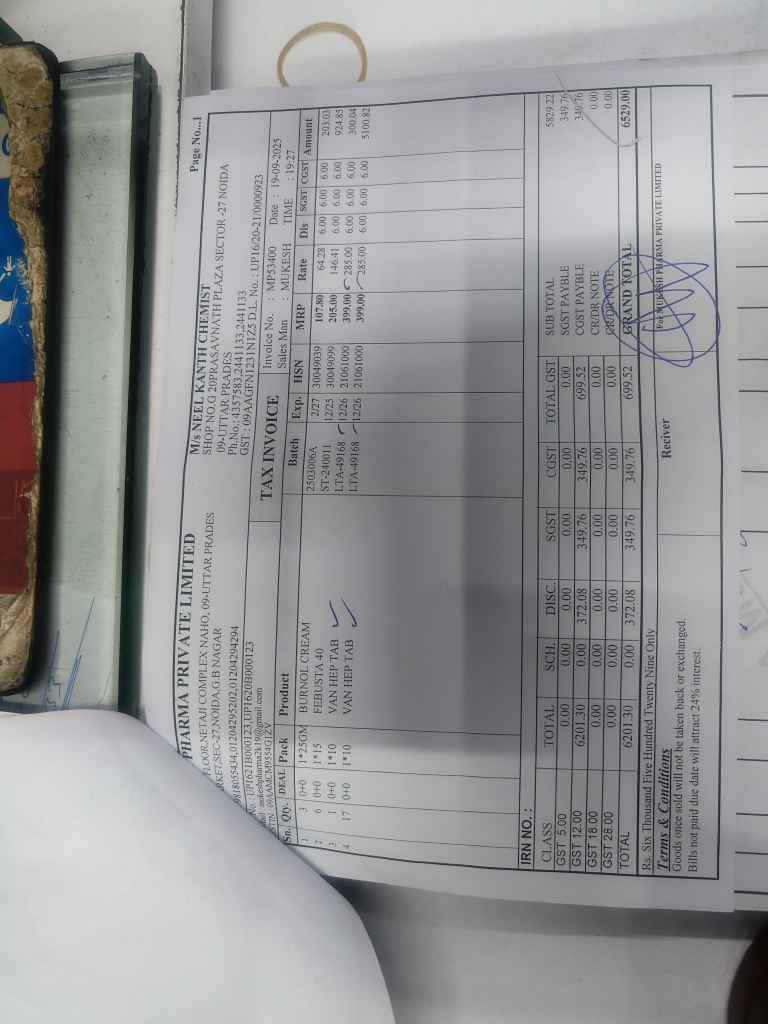 PHARMA PRIVATE LIMITED
FLOOR,NETAJI COMPLEX NAHO, 09-UTTAR PRADES
SEC-27,NOIDA,G.B NAGAR
9818055434,01204295202,01204294294
No. : UP1621B000123,UP1620B000123
mukeshpharma2k19@gmail.com
09AAMCM9554G1ZV
Page No...1
M/s NEEL KANTH CHEMIST
SHOP NO.G 20PRASAVNATH PLAZA SECTOR -27 NOIDA
09-UTTAR PRADES
Ph.No.: 4357583,2441133,2441133
GST : 09AAGFN1231N1Z5 D.L. No. : UP16/20-21/0000923
TAX INVOICE
Invoice No. : MP53400 Date : 19-09-2025
Sales Man : MUKESH TIME : 19:27
Sn. Qty. DEAL Pack Product Batch Exp. HSN MRP Rate Dis SGST CGST Amount
1. 3 0+0 1*25GM BURNOL CREAM 2503006A 2/27 30049039 107.80 64.28 6.00 6.00 6.00 203.03
2. 6 0+0 1*15 FEBUSTA 40 ST-240011 12/25 30049099 205.00 146.41 6.00 6.00 6.00 924.85
3. 1 0+0 1*10 VAN HEP TAB LTA-49168 12/26 21061000 399.00 285.00 6.00 6.00 6.00 300.04
4. 17 0+0 1*10 VAN HEP TAB LTA-49168 12/26 21061000 399.00 285.00 6.00 6.00 6.00 5100.82
IRN NO. :
CLASS TOTAL SCH. DISC. SGST CGST TOTAL GST
GST 5.00 0.00 0.00 0.00 0.00 0.00 0.00
GST 12.00 6201.30 0.00 372.08 349.76 349.76 699.52
GST 18.00 0.00 0.00 0.00 0.00 0.00 0.00
GST 28.00 0.00 0.00 0.00 0.00 0.00 0.00
TOTAL 6201.30 0.00 372.08 349.76 349.76 699.52
SUB TOTAL 5829.22
SGST PAYBLE 349.76
CGST PAYBLE 349.76
CR/DR NOTE 0.00
CR/DR NOTE 0.00
GRAND TOTAL 6529.00
Rs. Six Thousand Five Hundred Twenty Nine Only
Terms & Conditions
Goods once sold will not be taken back or exchanged.
Bills not paid due date will attract 24% interest.
Reciver
For MUKESH PHARMA PRIVATE LIMITED